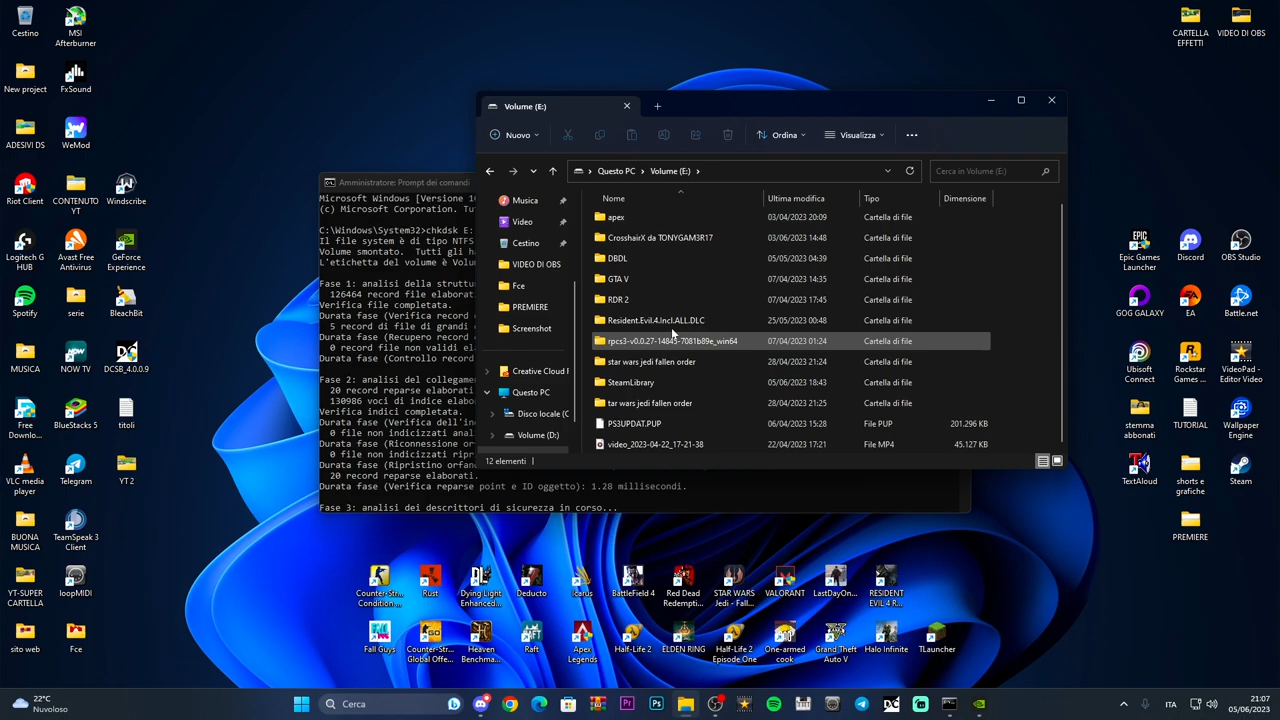 Cestino
MSI
Afterburner
New project
FxSound
ADESIVI DS
WeMod
Riot Client
CONTENUTO
YT
Windscribe
Logitech G
HUB
Avast Free
Antivirus
GeForce
Experience
Spotify
serie
BleachBit
MUSICA
NOW TV
DCSB_4.0.0.9
Free
Downlo...
BlueStacks 5
titoli
VLC media
player
Telegram
YT 2
BUONA
MUSICA
TeamSpeak 3
Client
YT-SUPER
CARTELLA
loopMIDI
sito web
Fce
CARTELLA
EFFETTI
VIDEO DI OBS
Volume (E:)
Nuovo
Ordina
Visualizza
Questo PC
Volume (E:)
Cerca in Volume (E:)
Nome
Ultima modifica
Tipo
Dimensione
Musica
Video
Cestino
VIDEO DI OBS
Fce
PREMIERE
Screenshot
Creative Cloud F
Questo PC
Disco locale (C
Volume (D:)
apex 03/04/2023 20:09 Cartella di file
CrosshairX da TONYGAM3R17 03/06/2023 14:48 Cartella di file
DBDL 05/05/2023 04:39 Cartella di file
GTA V 07/04/2023 14:35 Cartella di file
RDR 2 07/04/2023 17:45 Cartella di file
Resident.Evil.4.Incl.ALL.DLC 25/05/2023 00:48 Cartella di file
07/04/2023 01:24 Cartella di file
star wars jedi fallen order 28/04/2023 21:24 Cartella di file
SteamLibrary 05/06/2023 18:43 Cartella di file
tar wars jedi fallen order 28/04/2023 21:25 Cartella di file
PS3UPDAT.PUP 06/04/2023 15:28 File PUP 201.296 KB
video_2023-04-22_17-21-38 22/04/2023 17:21 File MP4 45.127 KB
12 elementi
Amministratore: Prompt dei comandi
Microsoft Windows [Versione 10
(c) Microsoft Corporation. Tu
C:\Windows\System32>chkdsk E:
Il file system è di tipo NTFS
Volume smontato. Tutti gli ha
L'etichetta del volume è Volum
Fase 1: analisi della struttu
126464 record file elaborati
Verifica file completata.
Durata fase (Verifica record
5 record di file di grandi
Durata fase (Recupero record
0 record file non validi el
Durata fase (Controllo record
Fase 2: analisi del collegame
20 record reparse elaborati
130986 voci di indice elabo
Verifica indici completata.
Durata fase (Verifica dell'in
0 file non indicizzati anali
Durata fase (Riconnessione or
0 file non indicizzati ripr
Durata fase (Ripristino orfan
20 record reparse elaborati.
Durata fase (Verifica reparse point e ID oggetto): 1.28 millisecondi.
Fase 3: analisi dei descrittori di sicurezza in corso...
Epic Games
Launcher
Discord
OBS Studio
GOG GALAXY
EA
Battle.net
Ubisoft
Connect
Rockstar
Games ...
VideoPad -
Editor Video
stemma
abbonati
TUTORIAL
Wallpaper
Engine
TextAloud
shorts e
grafiche
Steam
PREMIERE
Counter-Str...
Condition ...
Rust
Dying Light
Enhanced...
Deducto
Icarus
Battlefield 4
Red Dead
Redempti...
STAR WARS
Jedi - Fall...
VALORANT
LastDayOn...
RESIDENT
EVIL 4 R...
Fall Guys
Counter-Str...
Global Offe...
Heaven
Benchma...
Raft
Apex
Legends
Half-Life 2
ELDEN RING
Half-Life 2
Episode One
One-armed
cook
Grand Theft
Auto V
Halo Infinite
TLauncher
22°C
Nuvoloso
Cerca
ITA
21:07
05/06/2023